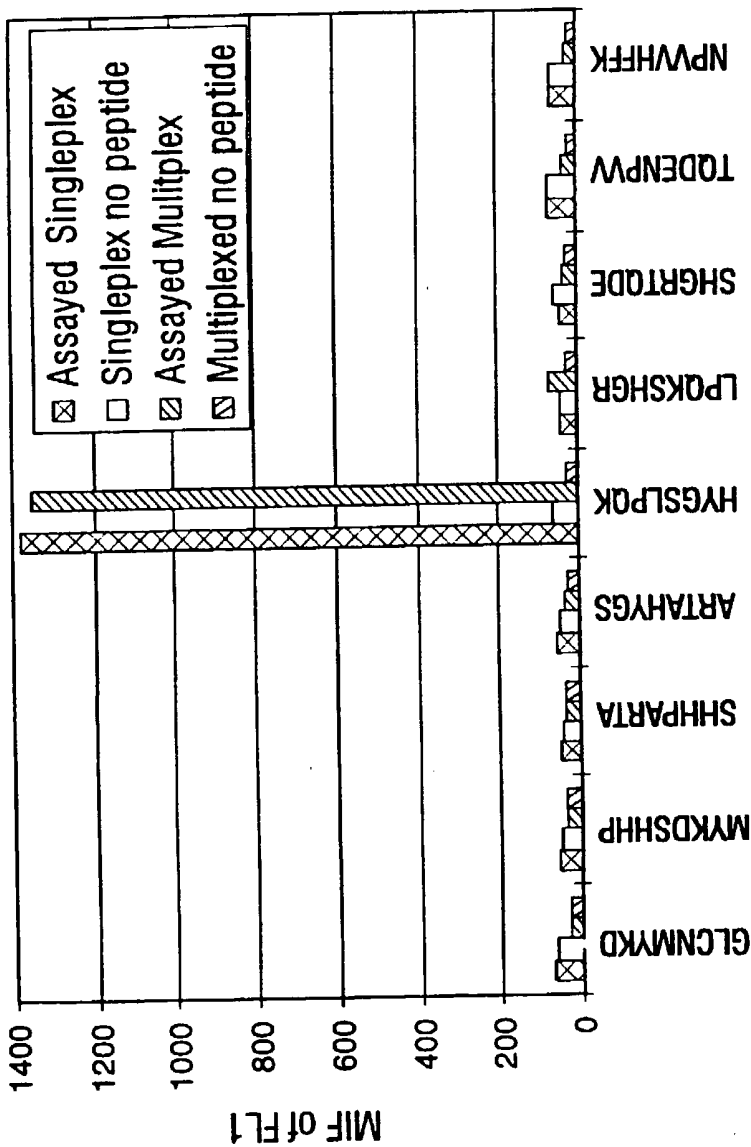 MIF of FL1
1400
1200
1000
800
600
400
200
0
Assayed Singleplex
Singleplex no peptide
Assayed Mulitplex
Multiplexed no peptide
GLCNMYKD
MYKDSHHP
SHHPARTA
ARTAHYGS
HYGSLPQK
LPQKSHGR
SHGRTQDE
TQDENPVV
NPVVHFFK